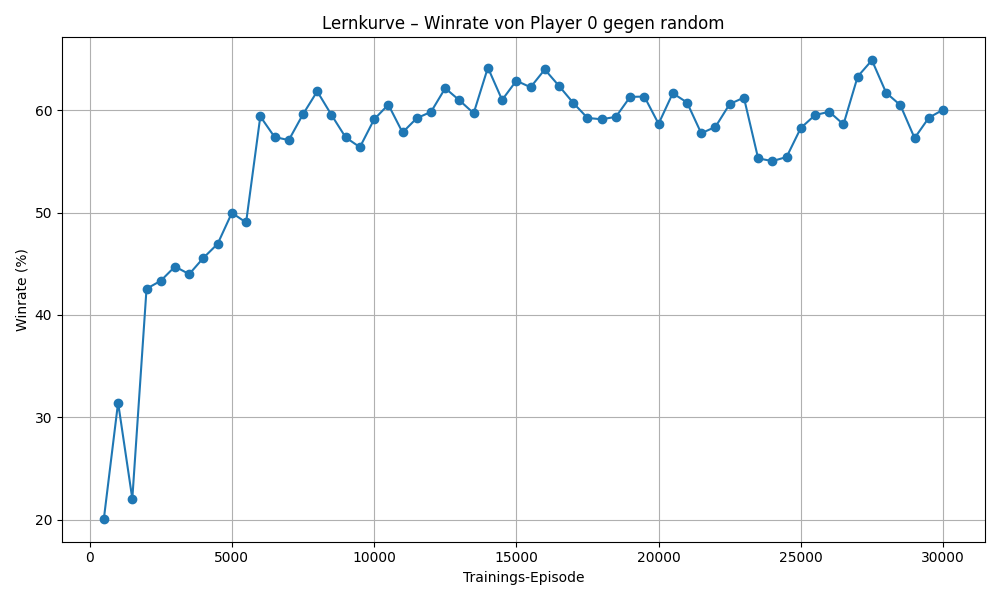 Lernkurve – Winrate von Player 0 gegen random
Winrate (%)
60
50
40
30
20
0 5000 10000 15000 20000 25000 30000
Trainings-Episode